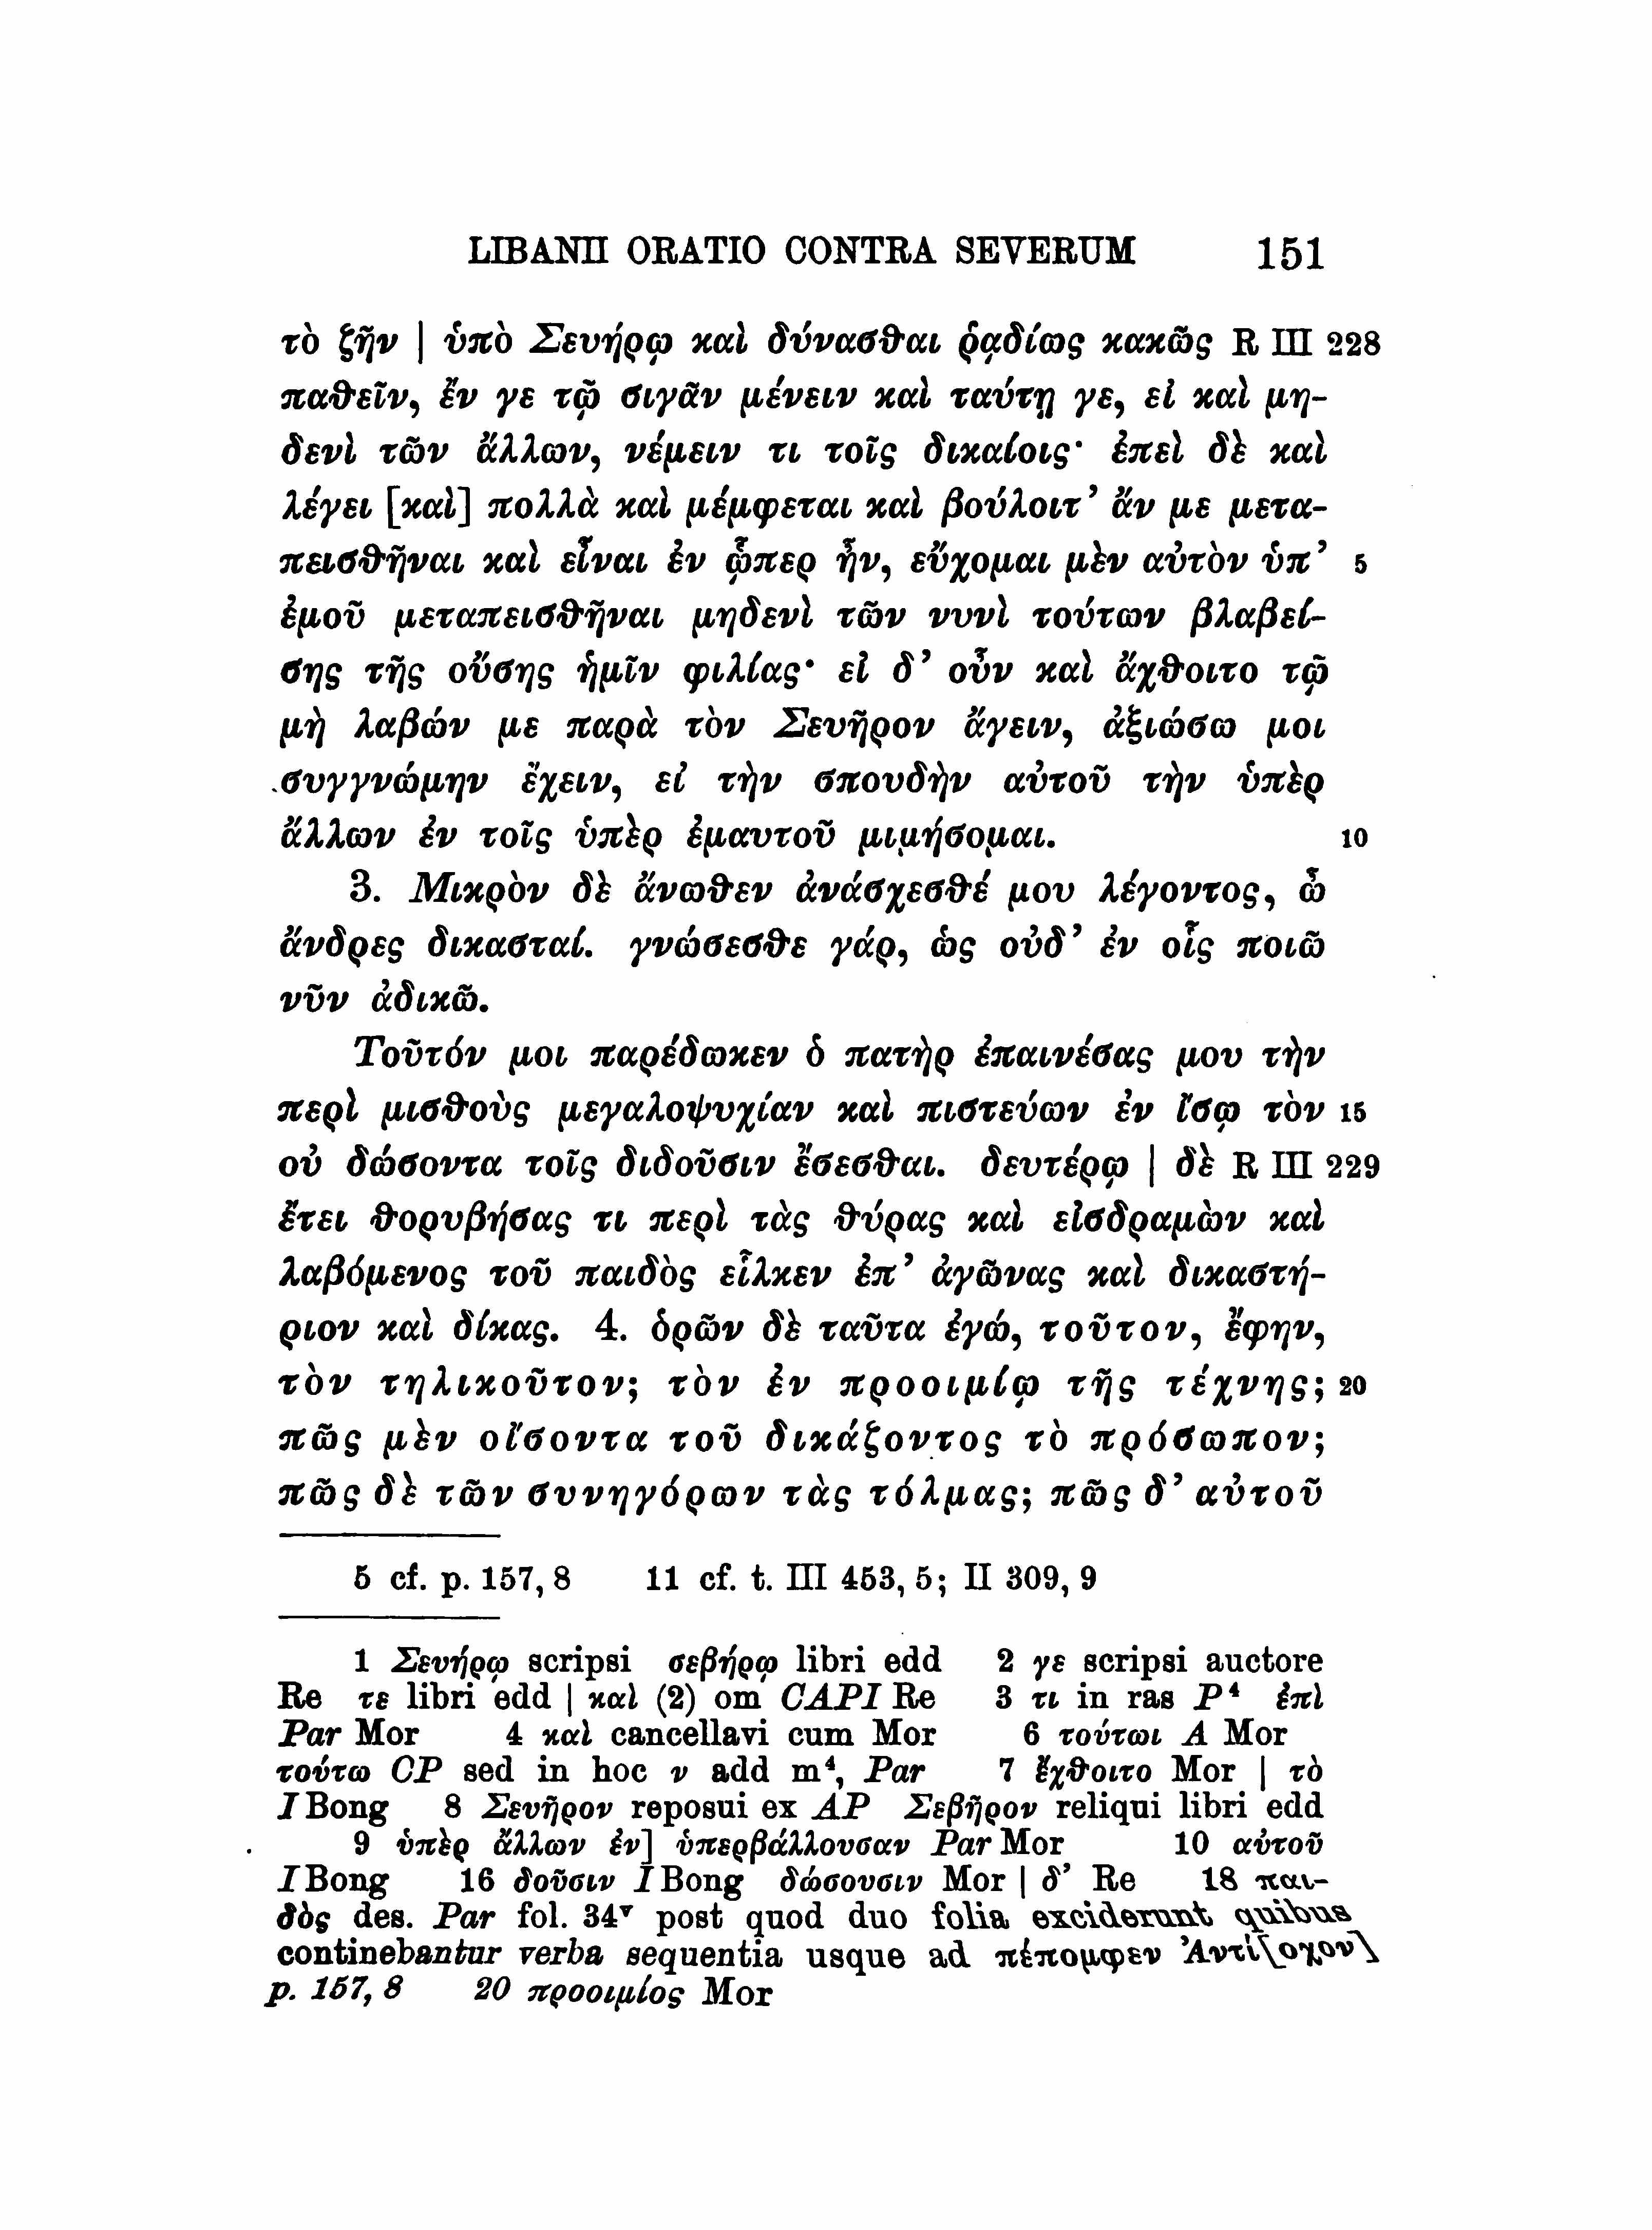 LIBANII ORATIO CONTRA SEVERUM 151
τὸ ζῆν | ὑπὸ Σευήρῳ καὶ δύνασθαι ῥᾳδίως κακῶς R III 228
παθεῖν, ἔν γε τῷ σιγᾶν μένειν καὶ ταύτῃ γε, εἰ καὶ μη-
δενὶ τῶν ἄλλων, νέμειν τι τοῖς δικαίοις· ἐπεὶ δὲ καὶ
λέγει [καὶ] πολλὰ καὶ μέμφεται καὶ βούλοιτ’ ἄν με μετα-
πεισθῆναι καὶ εἶναι ἐν ᾧπερ ἦν, εὔχομαι μὲν αὐτὸν ὑπ’ 5
ἐμοῦ μεταπεισθῆναι μηδενὶ τῶν νυνὶ τούτων βλαβεί-
σης τῆς οὔσης ἡμῖν φιλίας· εἰ δ’ οὖν καὶ ἄχθοιτο τῷ
μὴ λαβών με παρὰ τὸν Σευῆρον ἄγειν, ἀξιώσω μοι
συγγνώμην ἔχειν, εἰ τὴν σπουδὴν αὐτοῦ τὴν ὑπὲρ
ἄλλων ἐν τοῖς ὑπὲρ ἐμαυτοῦ μιμήσομαι. 10
3. Μικρὸν δὲ ἄνωθεν ἀνάσχεσθέ μου λέγοντος, ὦ
ἄνδρες δικασταί. γνώσεσθε γάρ, ὡς οὐδ’ ἐν οἷς ποιῶ
νῦν ἀδικῶ.
Τοῦτόν μοι παρέδωκεν ὁ πατὴρ ἐπαινέσας μου τὴν
περὶ μισθοὺς μεγαλοψυχίαν καὶ πιστεύων ἐν ἴσῳ τὸν 15
οὐ δώσοντα τοῖς διδοῦσιν ἔσεσθαι. δευτέρῳ | δὲ R III 229
ἔτει θορυβήσας τι περὶ τὰς θύρας καὶ εἰσδραμὼν καὶ
λαβόμενος τοῦ παιδὸς εἷλκεν ἐπ’ ἀγῶνας καὶ δικαστή-
ριον καὶ δίκας. 4. ὁρῶν δὲ ταῦτα ἐγώ, τοῦτον, ἔφην,
τὸν τηλικοῦτον; τὸν ἐν προοιμίῳ τῆς τέχνης; 20
πῶς μὲν οἴσοντα τοῦ δικάζοντος τὸ πρόσωπον;
πῶς δὲ τῶν συνηγόρων τὰς τόλμας; πῶς δ’ αὐτοῦ
5 cf. p. 157, 8 11 cf. t. III 453, 5; II 309, 9
1 Σευήρῳ scripsi σεβήρῳ libri edd 2 γε scripsi auctore
Re τε libri edd | καὶ (2) om CAPI Re 3 τι in ras P⁴ ἐπὶ
Par Mor 4 καὶ cancellavi cum Mor 6 τούτωι A Mor
τούτω CP sed in hoc ν add m⁴, Par 7 ἔχθοιτο Mor | τὸ
I Bong 8 Σευῆρον reposui ex AP Σεβῆρον reliqui libri edd
9 ὑπὲρ ἄλλων ἐν] ὑπερβάλλουσαν Par Mor 10 αὐτοῦ
I Bong 16 δοῦσιν I Bong δώσουσιν Mor | δ’ Re 18 παι-
δὸς des. Par fol. 34ᵛ post quod duo folia exciderunt quibus
continebantur verba sequentia usque ad πέπομφεν Ἀντί[οχον]
p. 157, 8 20 προοιμίος Mor